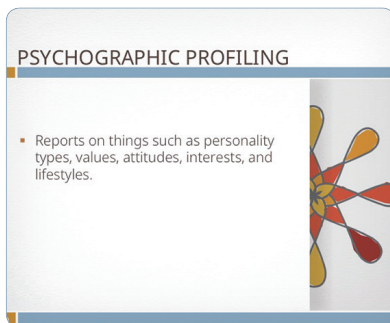 PSYCHOGRAPHIC PROFILING
Reports on things such as personality
types, values, attitudes, interests, and
lifestyles.